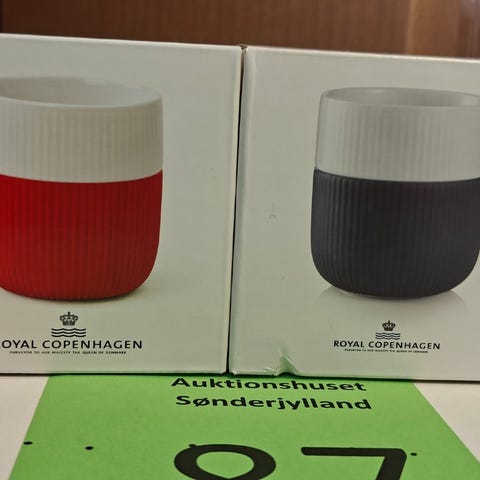 ROYAL COPENHAGEN
PURVEYOR TO HER MAJESTY THE QUEEN OF DENMARK
ROYAL COPENHAGEN
PURVEYOR TO HER MAJESTY THE QUEEN OF DENMARK
Auktionshuset
Sønderjylland
87